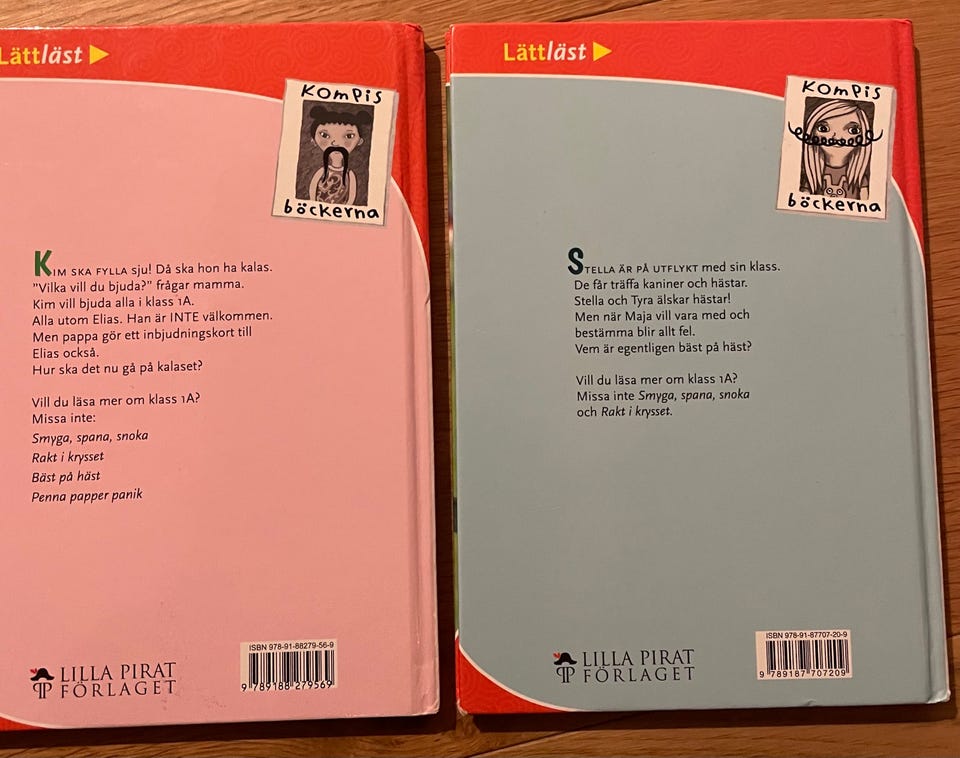 Lättläst
KOMPIS
böckerna
KIM SKA FYLLA sju! Då ska hon ha kalas.
"Vilka vill du bjuda?" frågar mamma.
Kim vill bjuda alla i klass 1A.
Alla utom Elias. Han är INTE välkommen.
Men pappa gör ett inbjudningskort till
Elias också.
Hur ska det nu gå på kalaset?
Vill du läsa mer om klass 1A?
Missa inte:
Smyga, spana, snoka
Rakt i krysset
Bäst på häst
Penna papper panik
LILLA PIRAT
FÖRLAGET
ISBN 978-91-88279-56-9
9 789188 279569
Lättläst
KOMPIS
böckerna
STELLA ÄR PÅ UTFLYKT med sin klass.
De får träffa kaniner och hästar.
Stella och Tyra älskar hästar!
Men när Maja vill vara med och
bestämma blir allt fel.
Vem är egentligen bäst på häst?
Vill du läsa mer om klass 1A?
Missa inte Smyga, spana, snoka
och Rakt i krysset.
LILLA PIRAT
FÖRLAGET
ISBN 978-91-87707-20-9
9 789187 707209